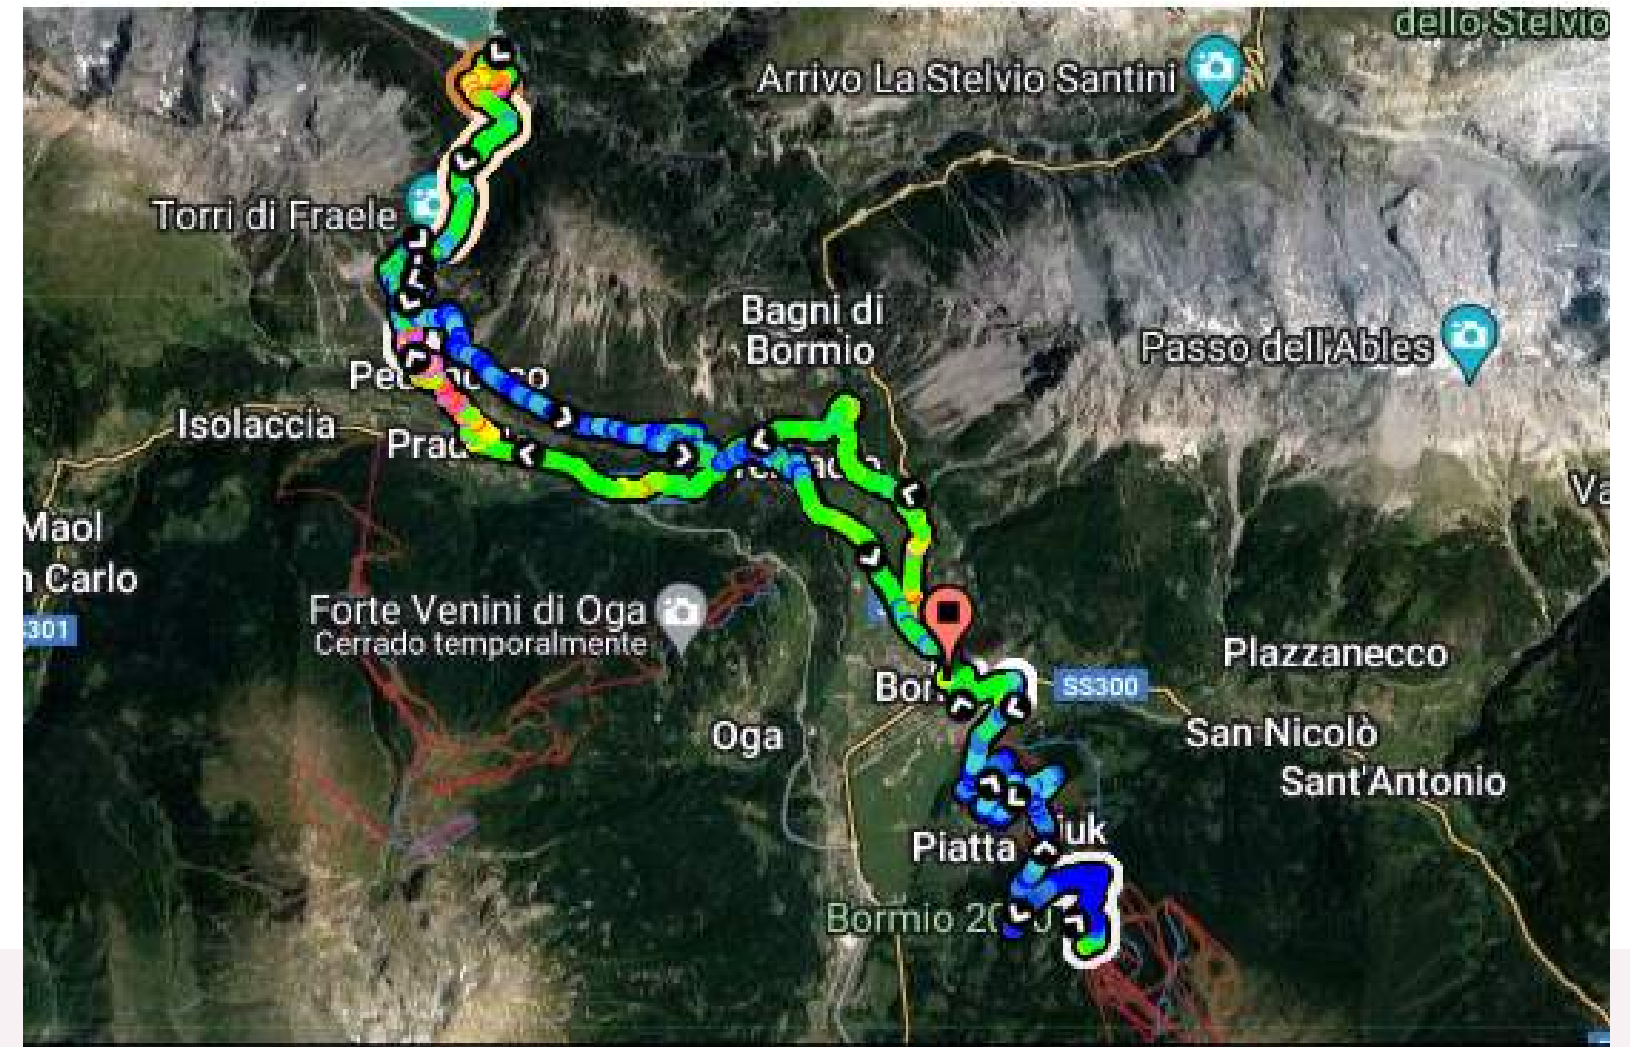 dello Stelvio
Arrivo La Stelvio Santini
Torri di Fraele
Bagni di
Bormio
Passo dell'Ables
Isolaccia
Maol
Carlo
Forte Venini di Oga
Cerrado temporalmente
301
Plazzanecco
SS300
Oga
San Nicolò
Sant'Antonio
Piatta
Bormio